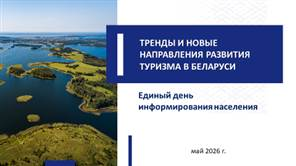 ТРЕНДЫ И НОВЫЕ
НАПРАВЛЕНИЯ РАЗВИТИЯ
ТУРИЗМА В БЕЛАРУСИ
Единый день
информирования населения
май 2026 г.